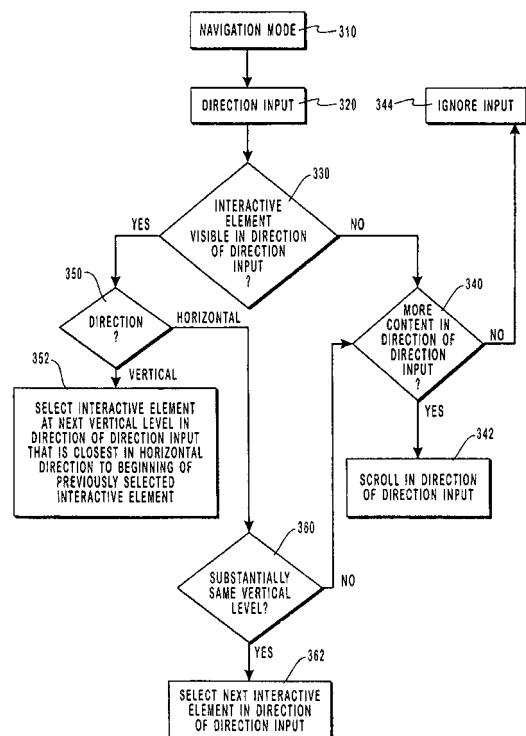 NAVIGATION MODE
310
DIRECTION INPUT
320
344
IGNORE INPUT
330
INTERACTIVE
ELEMENT
VISIBLE IN DIRECTION
OF DIRECTION
INPUT
?
YES
NO
350
DIRECTION
?
HORIZONTAL
VERTICAL
340
MORE
CONTENT IN
DIRECTION OF
DIRECTION
INPUT
?
NO
YES
352
SELECT INTERACTIVE ELEMENT
AT NEXT VERTICAL LEVEL IN
DIRECTION OF DIRECTION INPUT
THAT IS CLOSEST IN HORIZONTAL
DIRECTION TO BEGINNING OF
PREVIOUSLY SELECTED
INTERACTIVE ELEMENT
342
SCROLL IN DIRECTION
OF DIRECTION INPUT
360
SUBSTANTIALLY
SAME VERTICAL
LEVEL?
NO
YES
362
SELECT NEXT INTERACTIVE
ELEMENT IN DIRECTION
OF DIRECTION INPUT